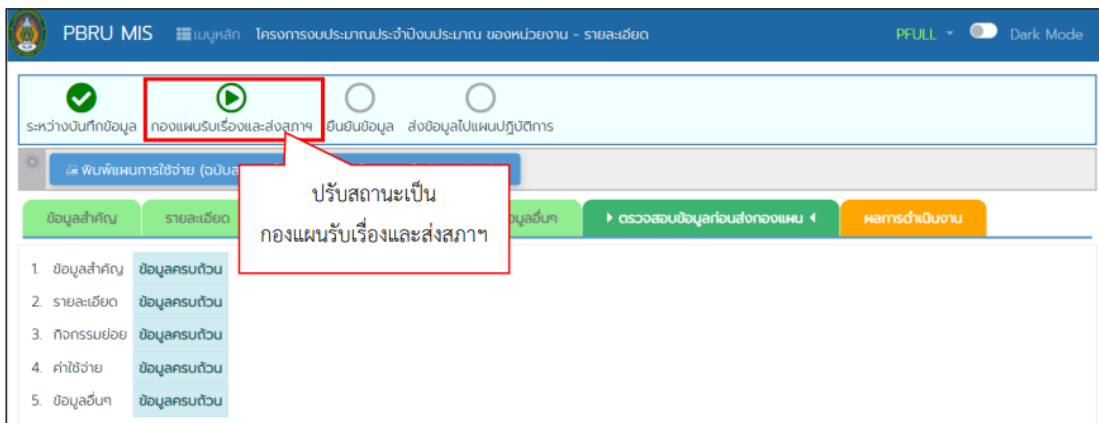 PBRU MIS เมนูหลัก โครงการงบประมาณประจำปีงบประมาณ ของหน่วยงาน - รายละเอียด PFULL Dark Mode
ระหว่างบันทึกข้อมูล กองแผนรับเรื่องและส่งสภาฯ ยืนยันข้อมูล ส่งข้อมูลไปแผนปฏิบัติการ
พิมพ์แผนการใช้จ่าย
ปรับสถานะเป็น
กองแผนรับเรื่องและส่งสภาฯ
ข้อมูลสำคัญ รายละเอียด ตรวจสอบข้อมูลก่อนส่งกองแผน ผลการดำเนินงาน
1. ข้อมูลสำคัญ ข้อมูลครบถ้วน
2. รายละเอียด ข้อมูลครบถ้วน
3. กิจกรรมย่อย ข้อมูลครบถ้วน
4. ค่าใช้จ่าย ข้อมูลครบถ้วน
5. ข้อมูลอื่นๆ ข้อมูลครบถ้วน